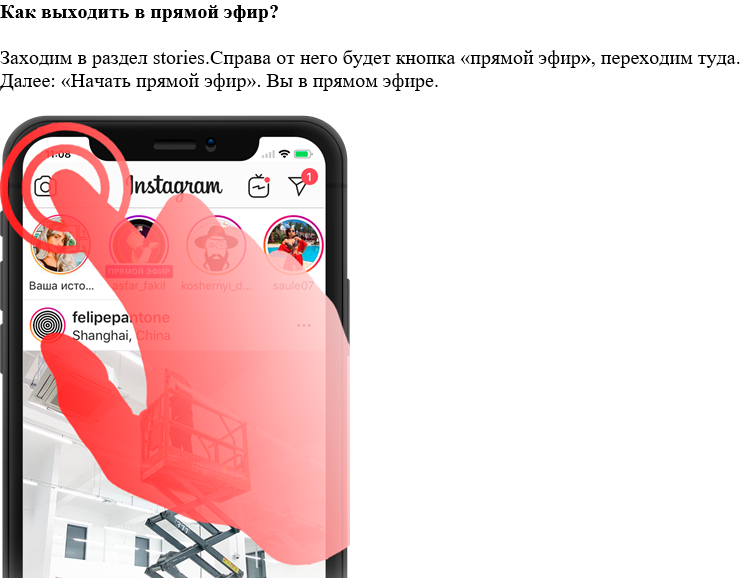 Как выходить в прямой эфир?
Заходим в раздел stories.Справа от него будет кнопка «прямой эфир», переходим туда.
Далее: «Начать прямой эфир». Вы в прямом эфире.
11:08
Instagram
1
ПРЯМОЙ ЭФИР
Ваша исто... asfar_fakil koshernyi_d... saule07
felipepantone
Shanghai, China